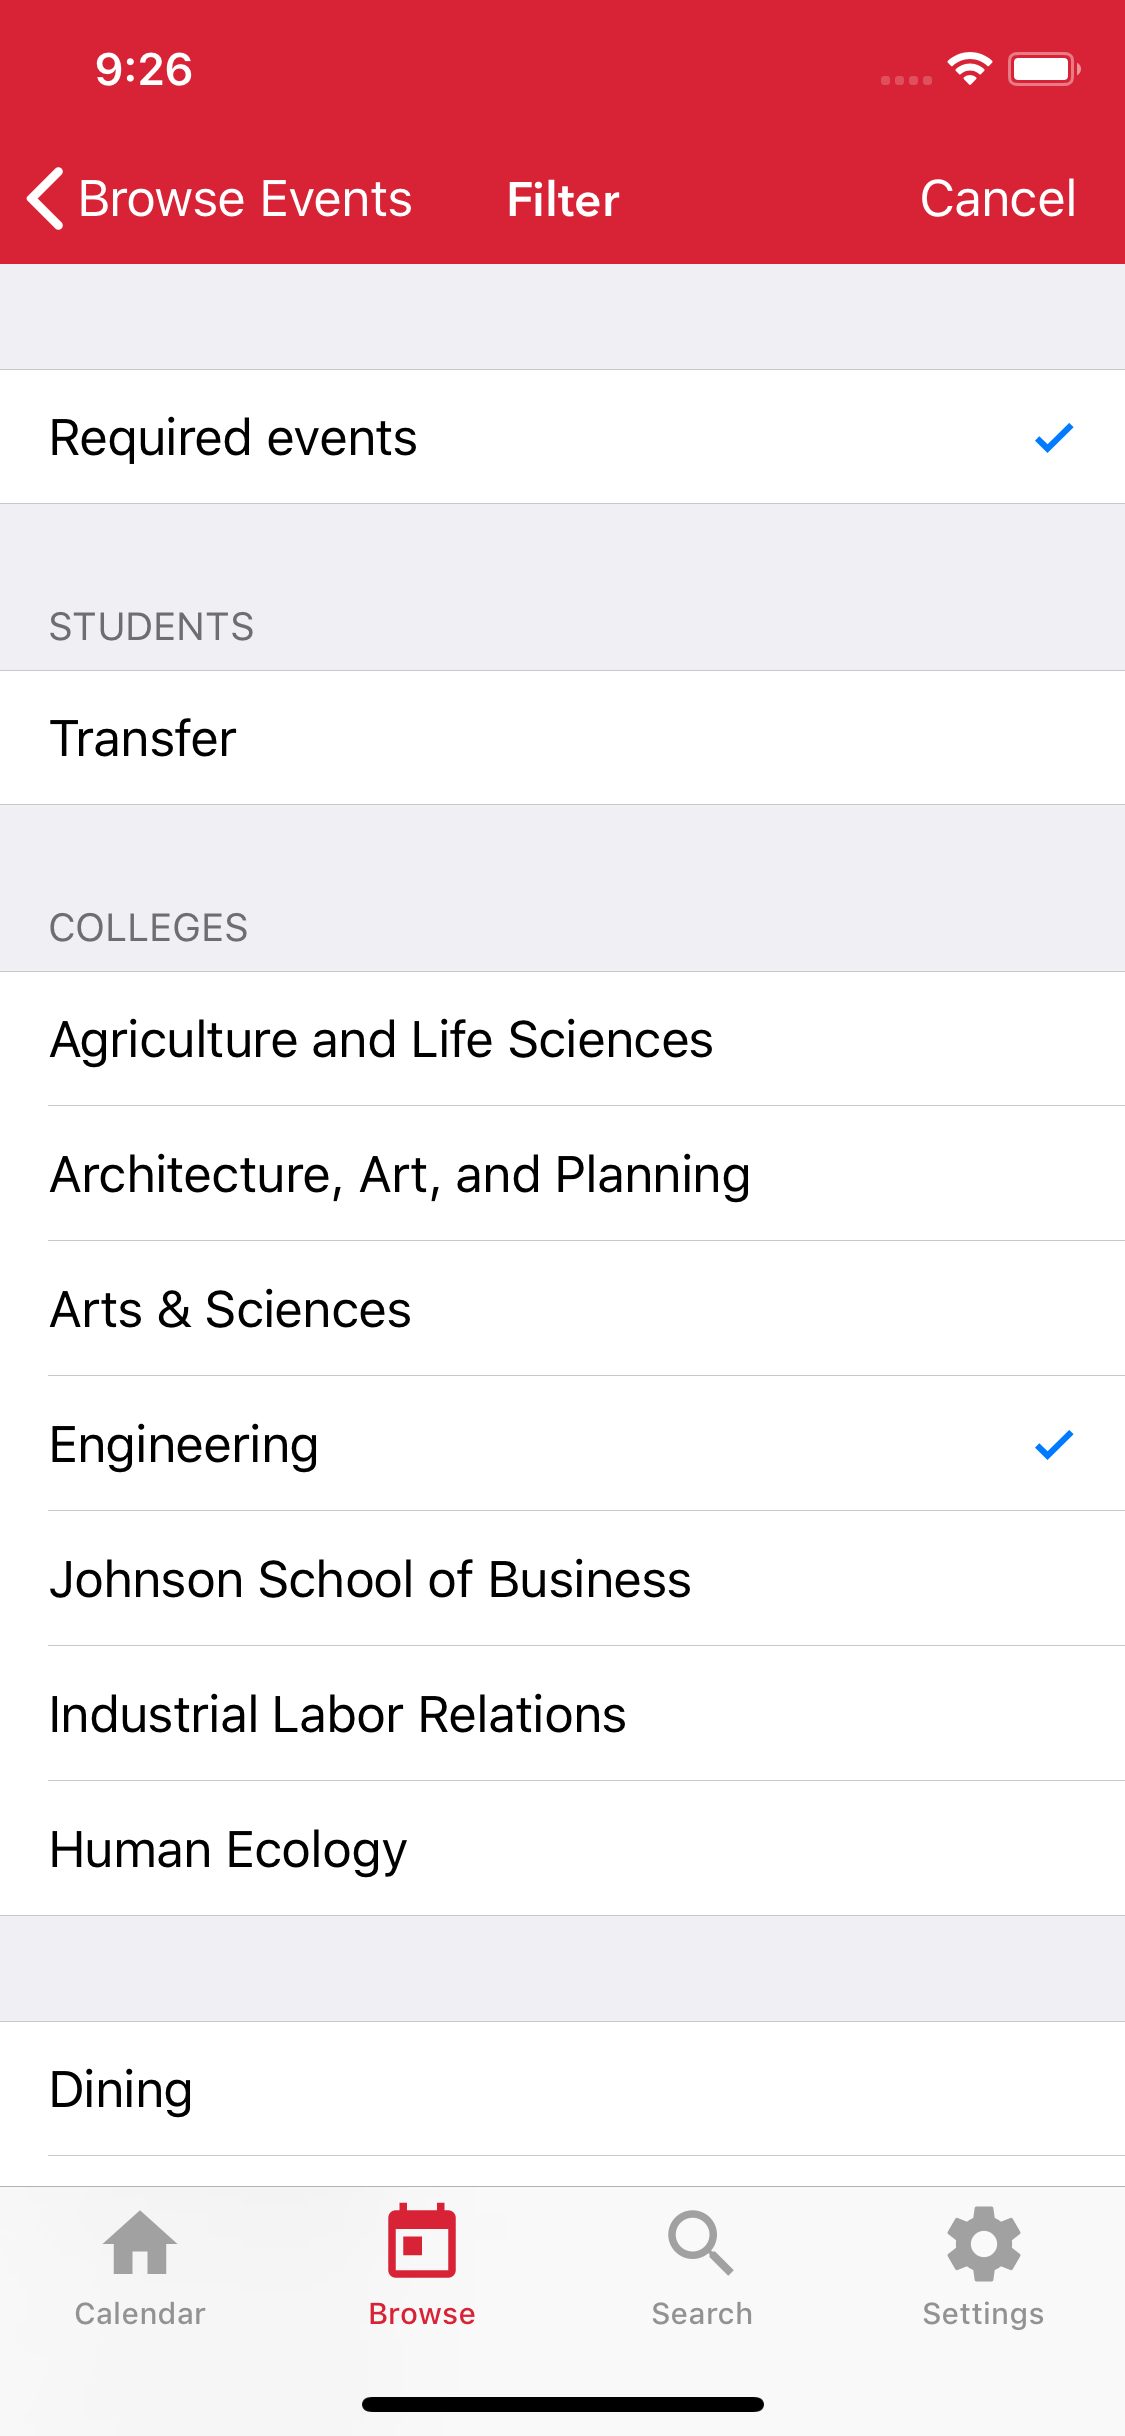 9:26
Browse Events Filter Cancel
Required events
STUDENTS
Transfer
COLLEGES
Agriculture and Life Sciences
Architecture, Art, and Planning
Arts & Sciences
Engineering
Johnson School of Business
Industrial Labor Relations
Human Ecology
Dining
Calendar Browse Search Settings